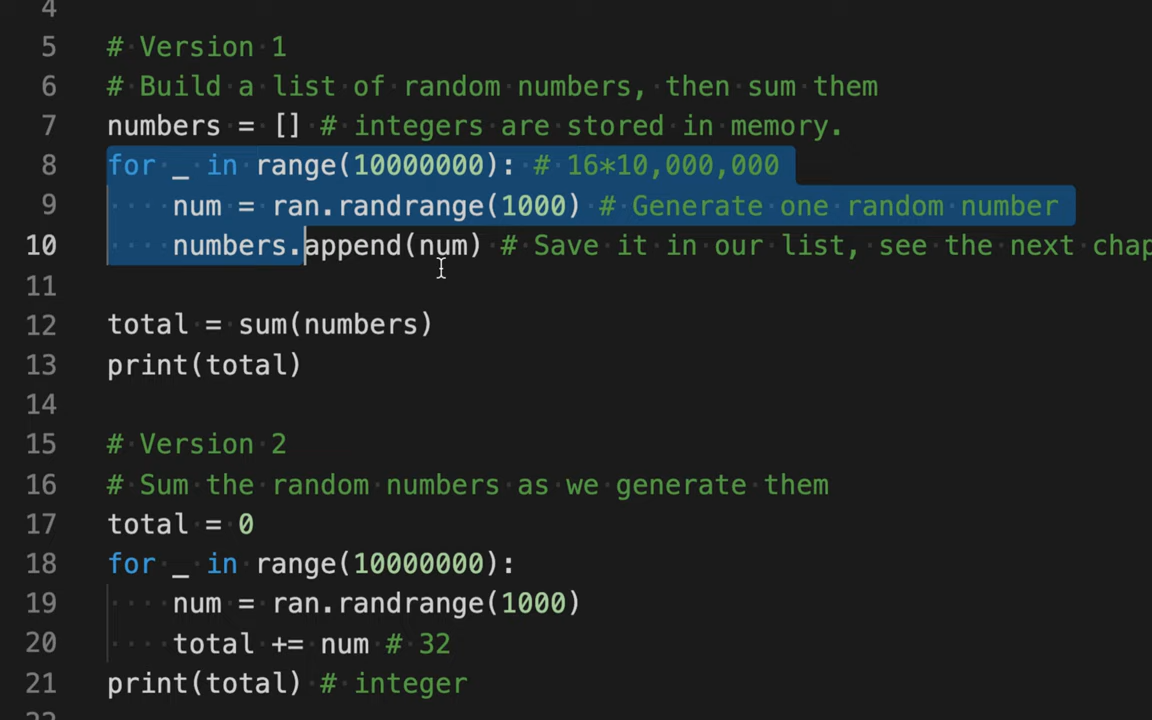 4
5 # Version 1
6 # Build a list of random numbers, then sum them
7 numbers = [] # integers are stored in memory.
8 for _ in range(10000000): # 16*10,000,000
9     num = ran.randrange(1000) # Generate one random number
10     numbers.append(num) # Save it in our list, see the next chap
11
12 total = sum(numbers)
13 print(total)
14
15 # Version 2
16 # Sum the random numbers as we generate them
17 total = 0
18 for _ in range(10000000):
19     num = ran.randrange(1000)
20     total += num # 32
21 print(total) # integer